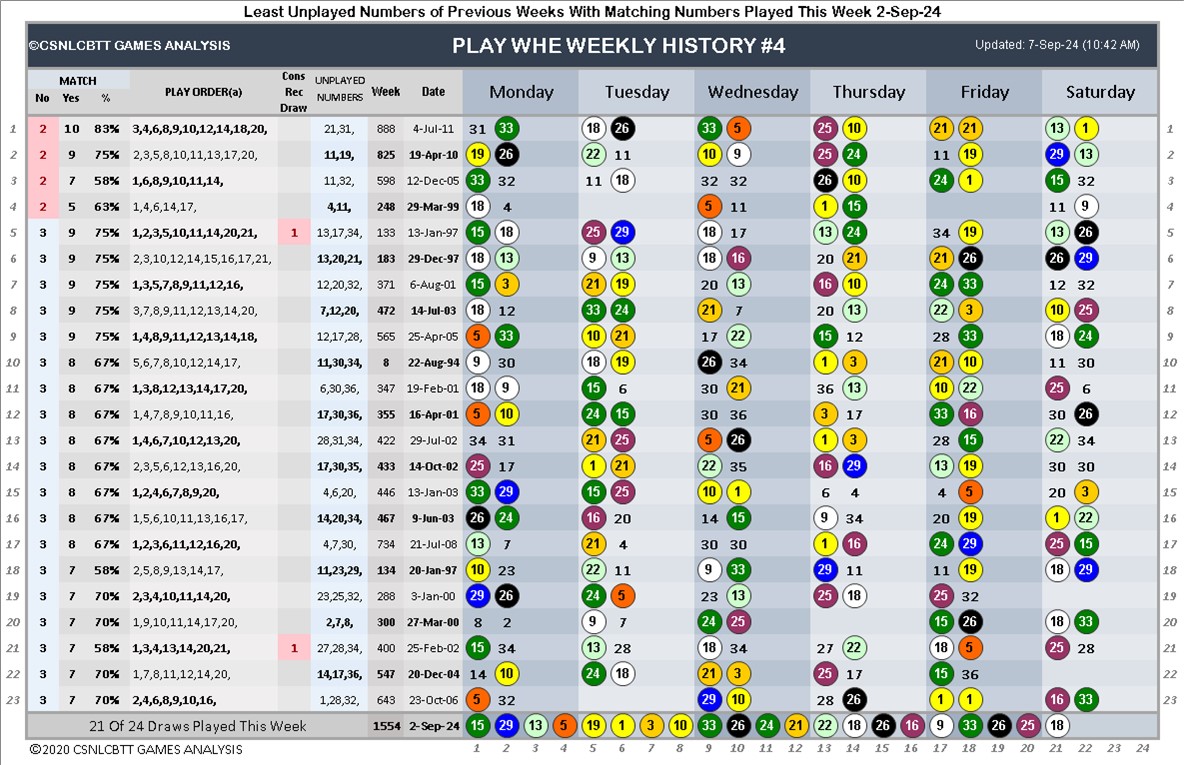 Least Unplayed Numbers of Previous Weeks With Matching Numbers Played This Week 2-Sep-24
©CSNLCBTT GAMES ANALYSIS PLAY WHE WEEKLY HISTORY #4 Updated: 7-Sep-24 (10:42 AM)
MATCH No Yes % PLAY ORDER(a) Cons Rec Draw UNPLAYED NUMBERS Week Date Monday Tuesday Wednesday Thursday Friday Saturday
1 2 10 83% 3,4,6,8,9,10,12,14,18,20, 21,31, 888 4-Jul-11 31 33 18 26 33 5 25 10 21 21 13 1 1
2 2 9 75% 2,3,5,8,10,11,13,17,20, 11,19, 825 19-Apr-10 19 26 22 11 10 9 25 24 11 19 29 13 2
3 2 7 58% 1,6,8,9,10,11,14, 11,32, 598 12-Dec-05 33 32 11 18 32 32 26 10 24 1 15 32 3
4 2 5 63% 1,4,6,14,17, 4,11, 248 29-Mar-99 18 4 5 11 1 15 11 9 4
5 3 9 75% 1,2,3,5,10,11,14,20,21, 1 13,17,34, 133 13-Jan-97 15 18 25 29 18 17 13 24 34 19 13 26 5
6 3 9 75% 2,3,10,12,14,15,16,17,21, 13,20,21, 183 29-Dec-97 18 13 9 13 18 16 20 21 21 26 26 29 6
7 3 9 75% 1,3,5,7,8,9,11,12,16, 12,20,32, 371 6-Aug-01 15 3 21 19 20 13 16 10 24 33 12 32 7
8 3 9 75% 3,7,8,9,11,12,13,14,20, 7,12,20, 472 14-Jul-03 18 12 33 24 21 7 20 13 22 3 10 25 8
9 3 9 75% 1,4,8,9,11,12,13,14,18, 12,17,28, 565 25-Apr-05 5 33 10 21 17 22 15 12 28 33 18 24 9
10 3 8 67% 5,6,7,8,10,12,14,17, 11,30,34, 8 22-Aug-94 9 30 18 19 26 34 1 3 21 10 11 30 10
11 3 8 67% 1,3,8,12,13,14,17,20, 6,30,36, 347 19-Feb-01 18 9 15 6 30 21 36 13 10 22 25 6 11
12 3 8 67% 1,4,7,8,9,10,11,16, 17,30,36, 355 16-Apr-01 5 10 24 15 30 36 3 17 33 16 30 26 12
13 3 8 67% 1,4,6,7,10,12,13,20, 28,31,34, 422 29-Jul-02 34 31 21 25 5 26 1 3 28 15 22 34 13
14 3 8 67% 2,3,5,6,12,13,16,20, 17,30,35, 433 14-Oct-02 25 17 1 21 22 35 16 29 13 19 30 30 14
15 3 8 67% 1,2,4,6,7,8,9,20, 4,6,20, 446 13-Jan-03 33 29 15 25 10 1 6 4 4 5 20 3 15
16 3 8 67% 1,5,6,10,11,13,16,17, 14,20,34, 467 9-Jun-03 26 24 16 20 14 15 9 34 20 19 1 22 16
17 3 8 67% 1,2,3,6,11,12,16,20, 4,7,30, 734 21-Jul-08 13 7 21 4 30 30 1 16 24 29 25 15 17
18 3 7 58% 2,5,8,9,13,14,17, 11,23,29, 134 20-Jan-97 10 23 22 11 9 33 29 11 11 19 18 29 18
19 3 7 70% 2,3,4,10,11,14,20, 23,25,32, 288 3-Jan-00 29 26 24 5 23 13 25 18 25 32 19
20 3 7 70% 1,9,10,11,14,17,20, 2,7,8, 300 27-Mar-00 8 2 9 7 24 25 15 26 18 33 20
21 3 7 58% 1,3,4,13,14,20,21, 1 27,28,34, 400 25-Feb-02 15 34 13 28 18 34 27 22 18 5 25 28 21
22 3 7 70% 1,7,8,11,12,14,20, 14,17,36, 547 20-Dec-04 14 10 24 18 21 3 25 17 15 36 22
23 3 7 70% 2,4,6,8,9,10,16, 1,28,32, 643 23-Oct-06 5 32 29 10 28 26 1 1 16 33 23
21 Of 24 Draws Played This Week 1554 2-Sep-24 15 29 13 5 19 1 3 10 33 26 24 21 22 18 26 16 9 33 26 25 18
©2020 CSNLCBTT GAMES ANALYSIS 1 2 3 4 5 6 7 8 9 10 11 12 13 14 15 16 17 18 19 20 21 22 23 24